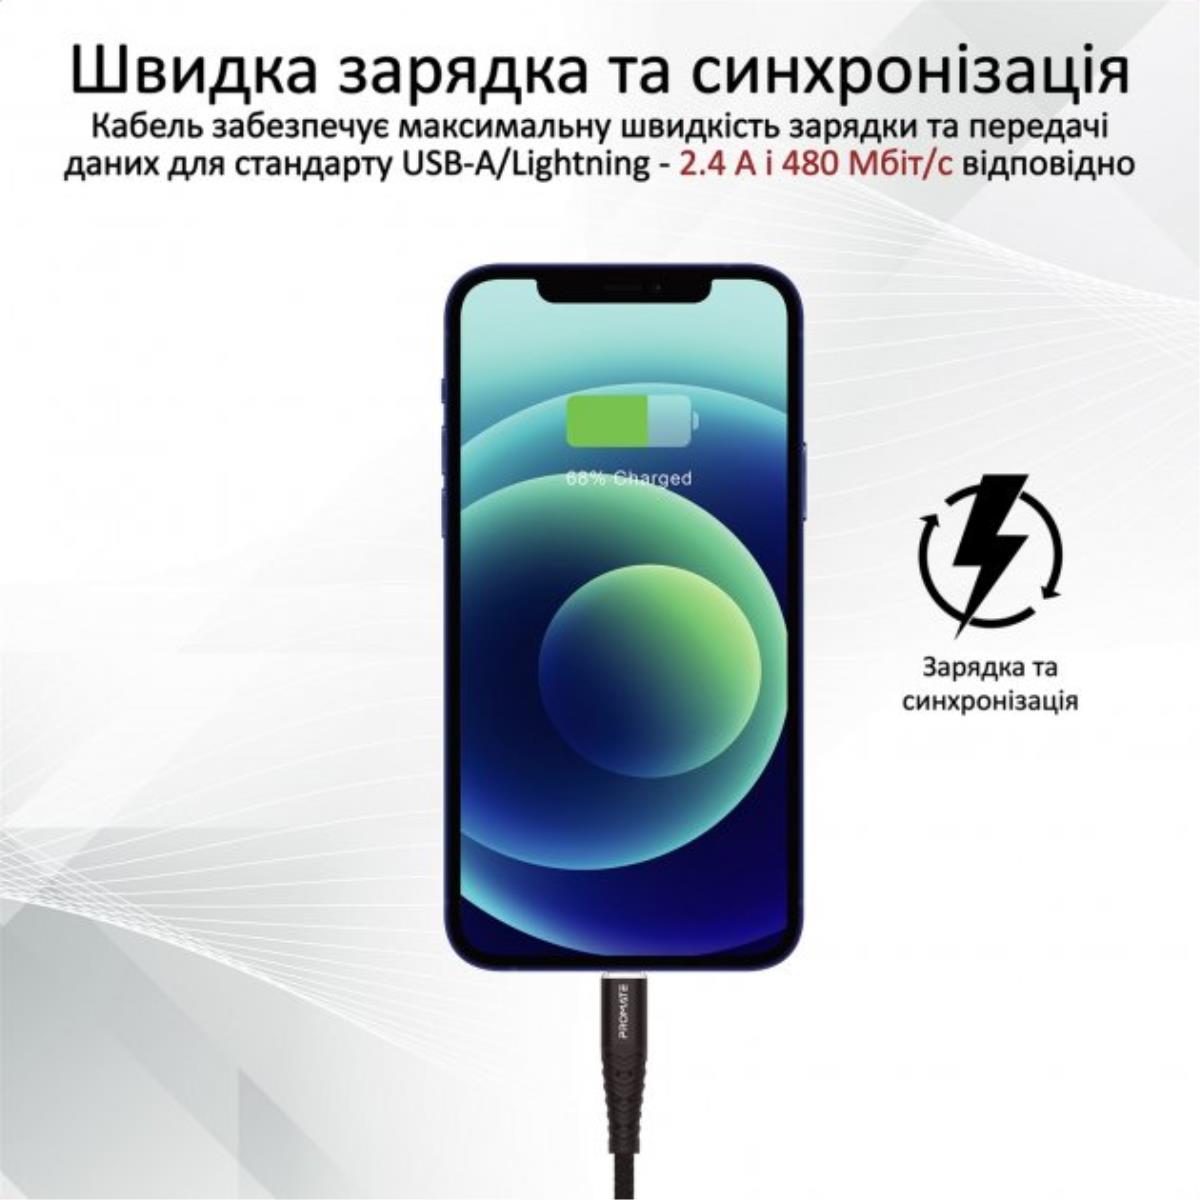 Швидка зарядка та синхронізація
Кабель забезпечує максимальну швидкість зарядки та передачі
даних для стандарту USB-A/Lightning - 2.4 А і 480 Мбіт/с відповідно
68% Charged
Зарядка та
синхронізація
PROMATE